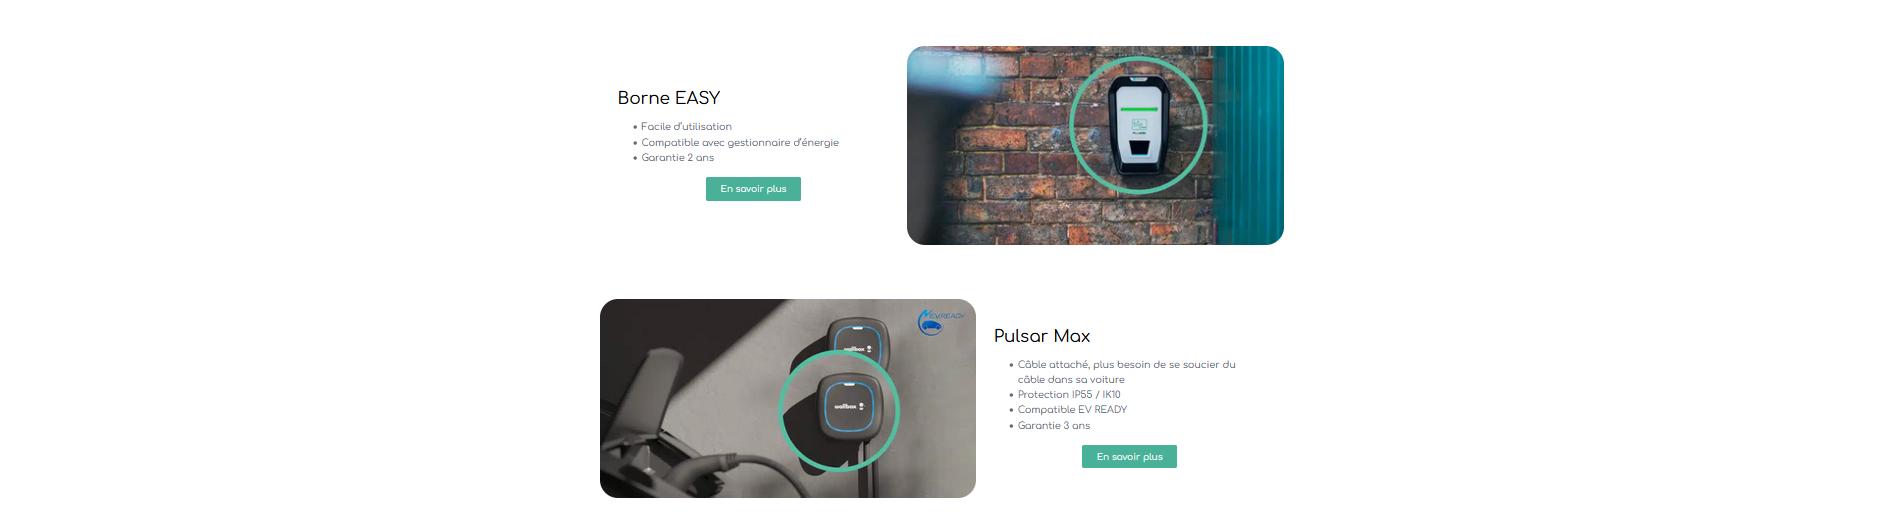 Borne EASY
• Facile d'utilisation
• Compatible avec gestionnaire d'énergie
• Garantie 2 ans
En savoir plus
EV READY
wallbox
wallbox
Pulsar Max
• Câble attaché, plus besoin de se soucier du
câble dans sa voiture
• Protection IP55 / IK10
• Compatible EV READY
• Garantie 3 ans
En savoir plus